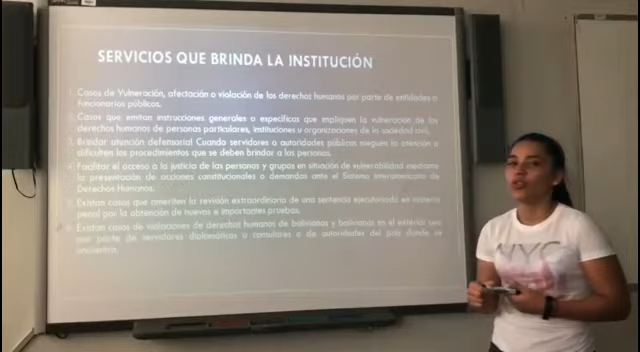 SERVICIOS QUE BRINDA LA INSTITUCIÓN
Casos de Vulneración, afectación o violación de los derechos humanos por parte de entidades o
funcionarios públicos.
Casos que emitan instrucciones generales o específicas que impliquen la vulneración de los
derechos humanos de personas particulares, instituciones u organizaciones de la sociedad civil.
Brindar atención defensorial Cuando servidores o autoridades públicas nieguen la atención o
dificulten los procedimientos que se deben brindar a las personas.
Facilitar el acceso a la justicia de las personas y grupos en situación de vulnerabilidad mediante
la presentación de acciones constitucionales o demandas ante el Sistema Interamericano de
Derechos Humanos.
Existan casos que ameriten la revisión extraordinaria de una sentencia ejecutoriada en materia
penal por la obtención de nuevas e importantes pruebas.
Existan casos de violaciones de derechos humanos de bolivianos y bolivianas en el exterior sea
por parte de servidores diplomáticos o consulares o de autoridades del país donde se
encuentra.
NYC